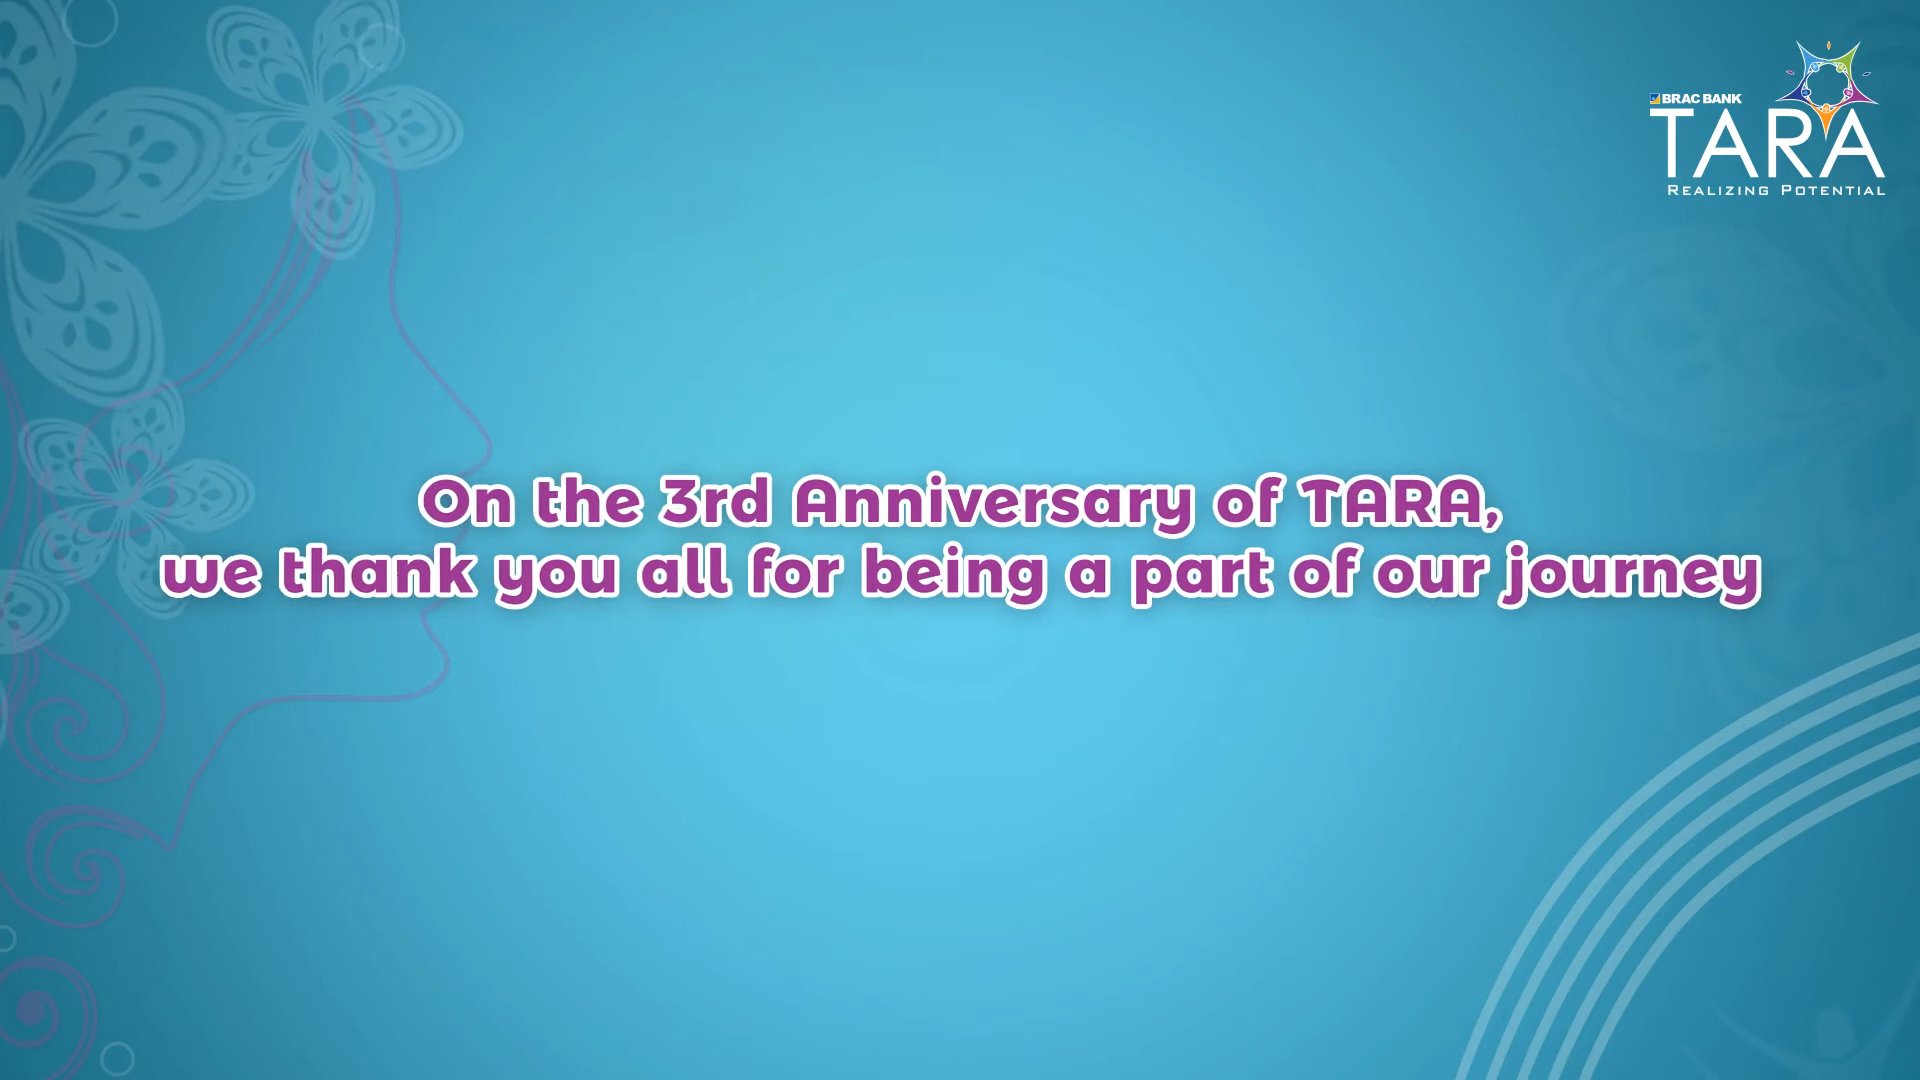 BRAC BANK
TARA
REALIZING POTENTIAL
On the 3rd Anniversary of TARA,
we thank you all for being a part of our journey